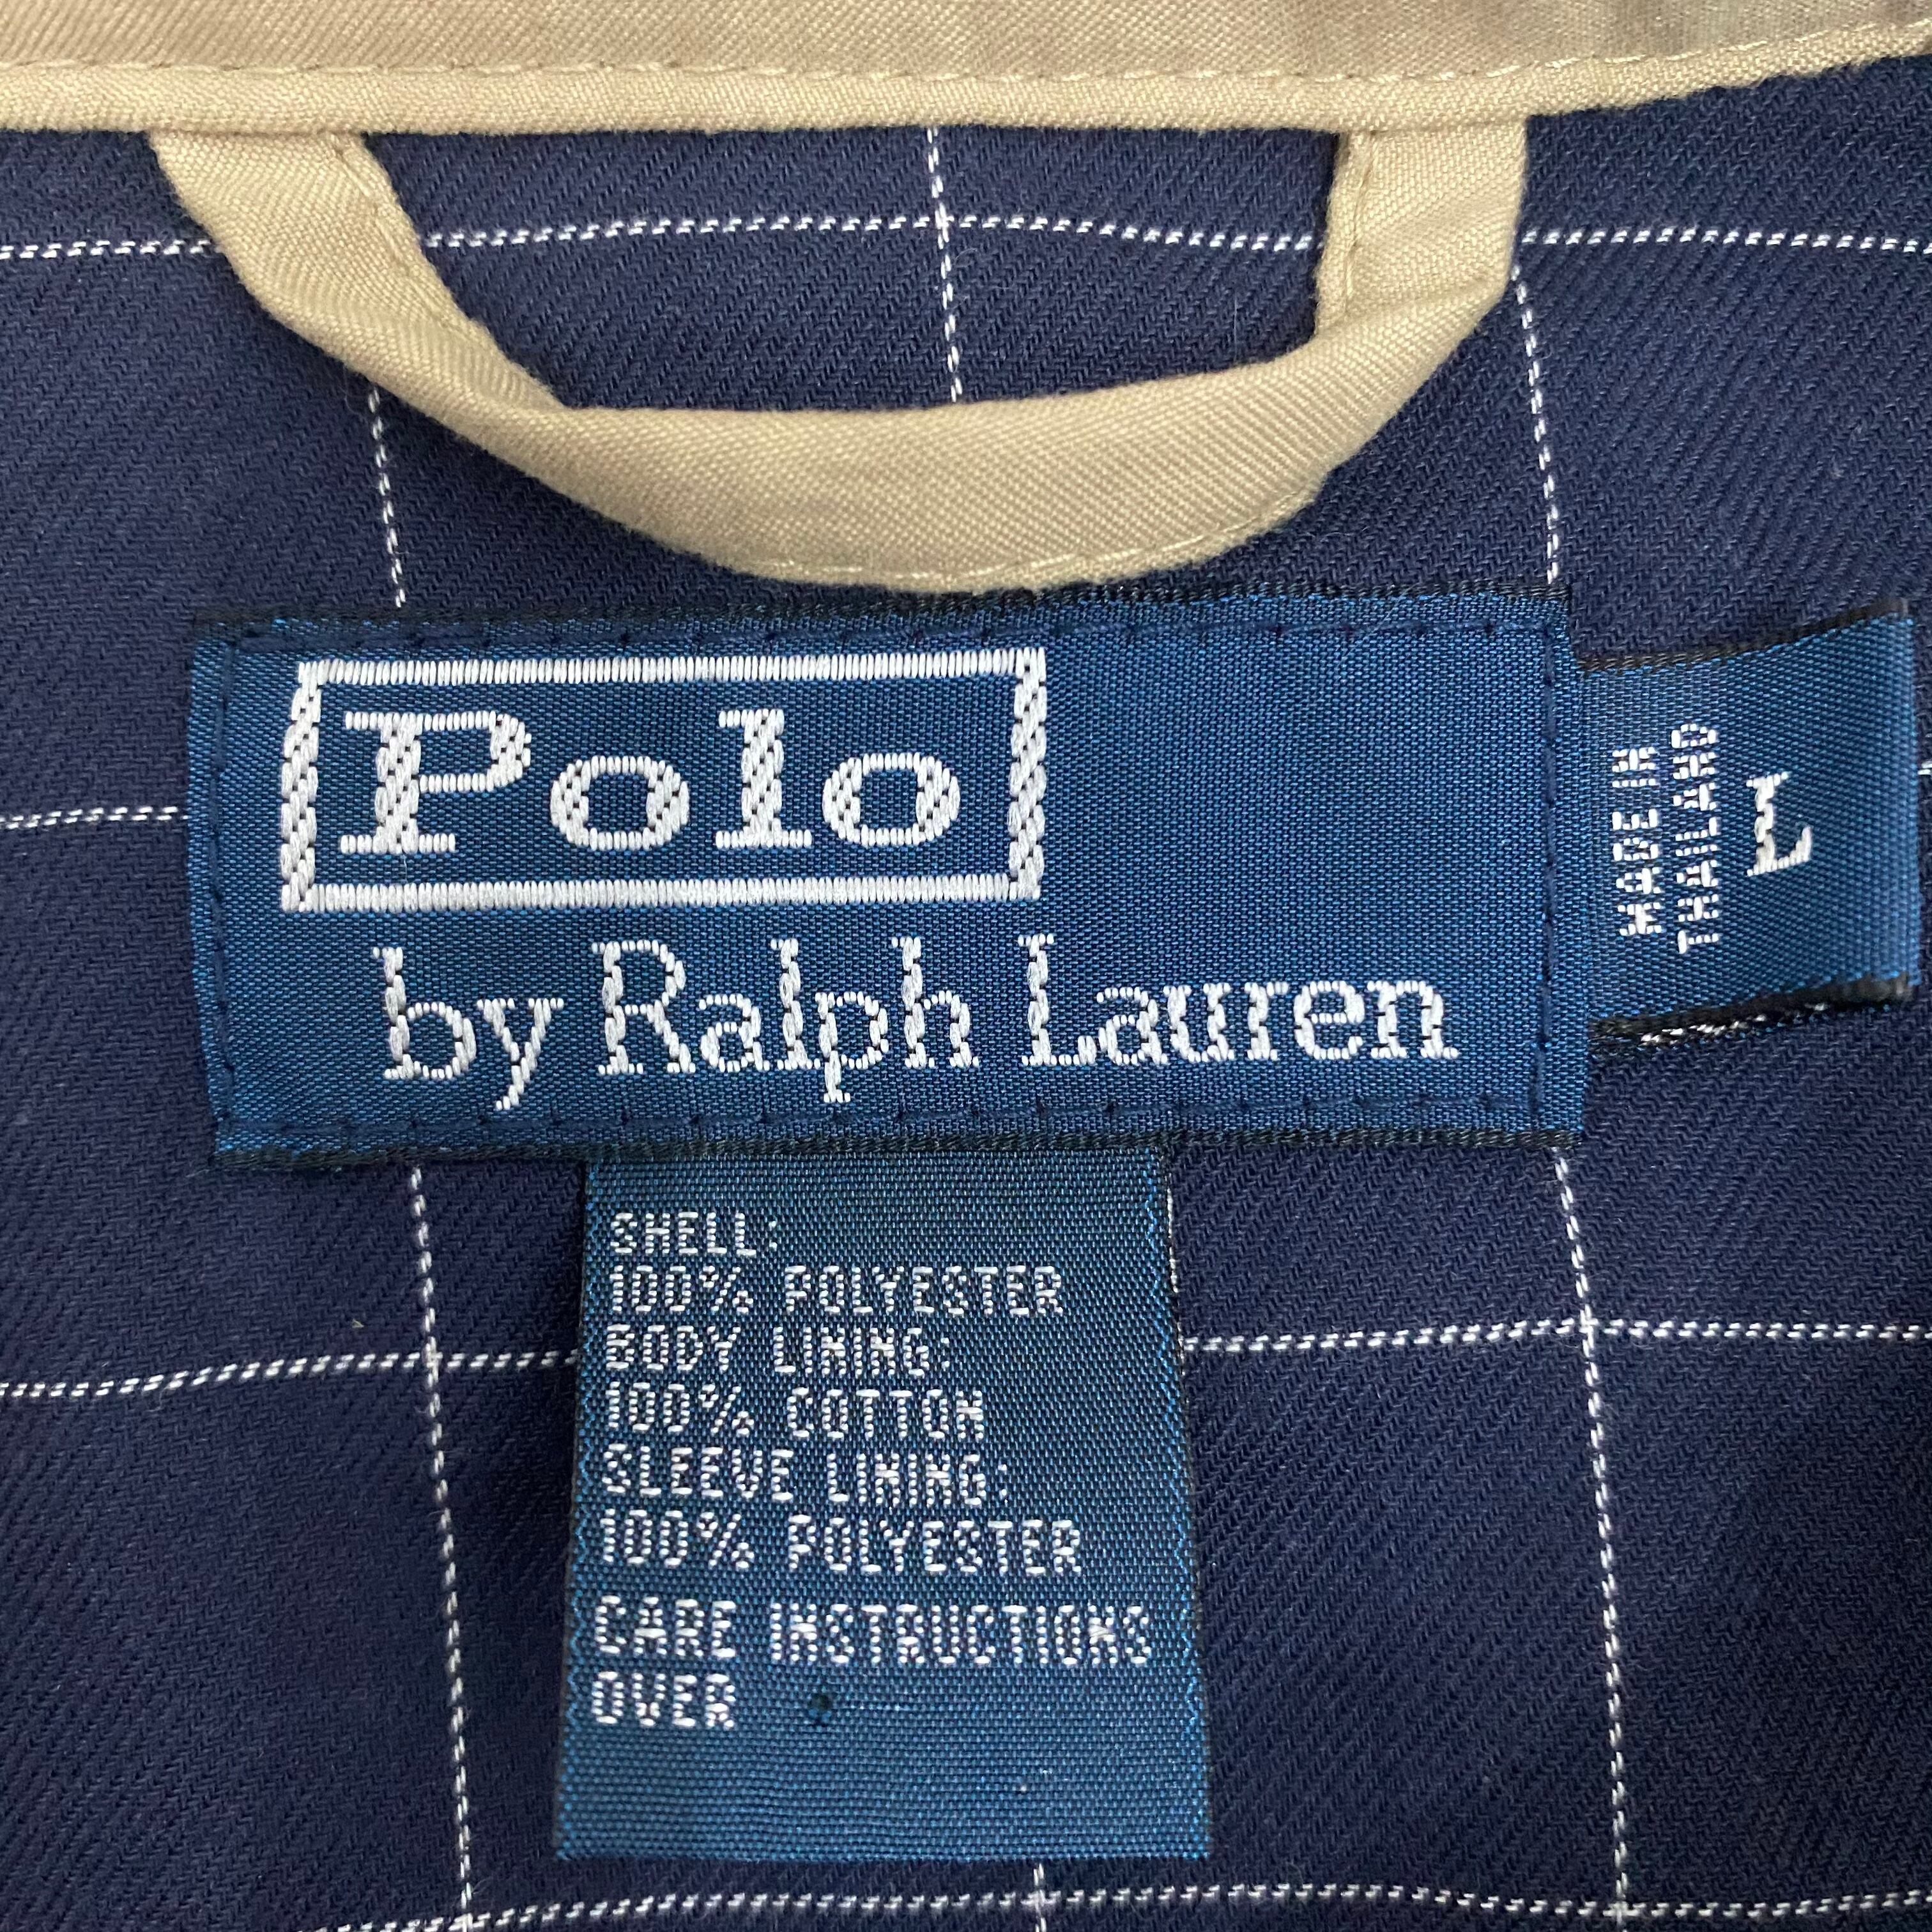 Polo
by Ralph Lauren
MADE IN
THAILAND
L
SHELL:
100% POLYESTER
BODY LINING:
100% COTTON
SLEEVE LINING:
100% POLYESTER
CARE INSTRUCTIONS
OVER